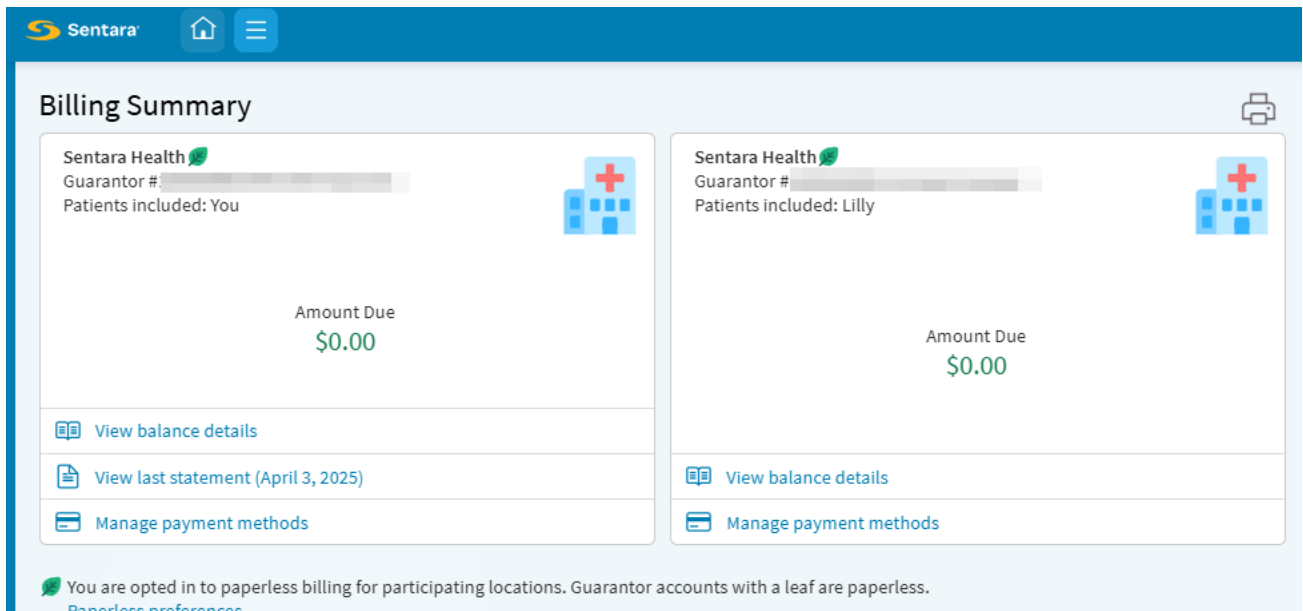 Sentara
Billing Summary
Sentara Health
Guarantor #
Patients included: You
Amount Due
$0.00
View balance details
View last statement (April 3, 2025)
Manage payment methods
Sentara Health
Guarantor #
Patients included: Lilly
Amount Due
$0.00
View balance details
Manage payment methods
You are opted in to paperless billing for participating locations. Guarantor accounts with a leaf are paperless.
Paperless preferences